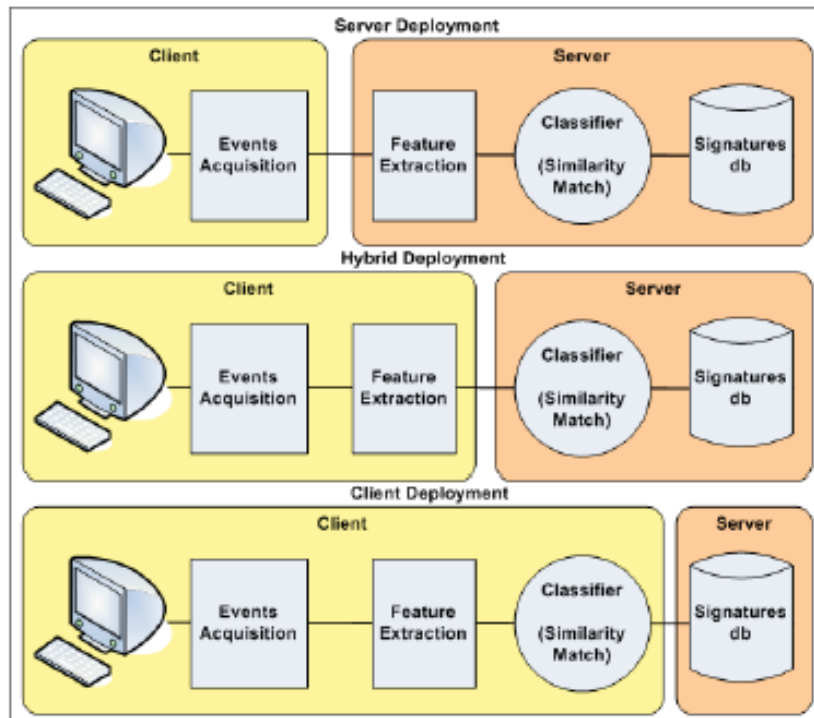 Server Deployment
Client
Server
Events
Acquisition
Feature
Extraction
Classifier
(Similarity
Match)
Signatures
db
Hybrid Deployment
Client
Server
Events
Acquisition
Feature
Extraction
Classifier
(Similarity
Match)
Signatures
db
Client Deployment
Client
Server
Events
Acquisition
Feature
Extraction
Classifier
(Similarity
Match)
Signatures
db